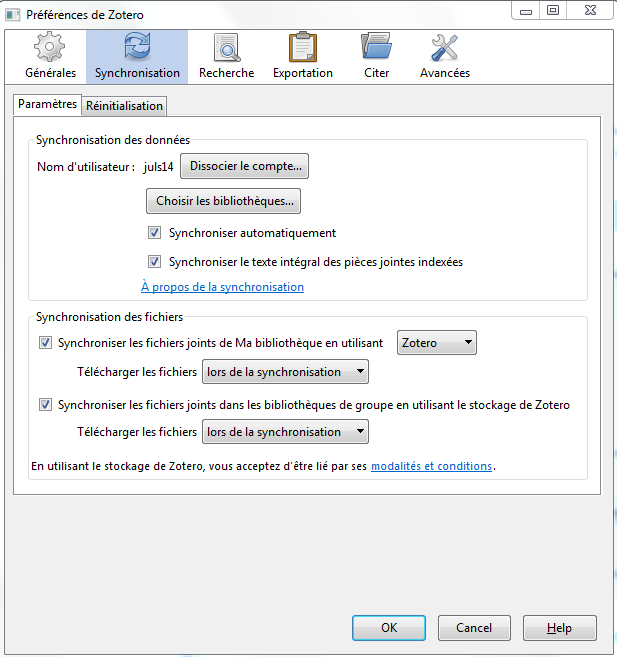 Préférences de Zotero
Générales Synchronisation Recherche Exportation Citer Avancées
Paramètres Réinitialisation
Synchronisation des données
Nom d'utilisateur : juls14 Dissocier le compte...
Choisir les bibliothèques...
Synchroniser automatiquement
Synchroniser le texte intégral des pièces jointes indexées
À propos de la synchronisation
Synchronisation des fichiers
Synchroniser les fichiers joints de Ma bibliothèque en utilisant Zotero
Télécharger les fichiers lors de la synchronisation
Synchroniser les fichiers joints dans les bibliothèques de groupe en utilisant le stockage de Zotero
Télécharger les fichiers lors de la synchronisation
En utilisant le stockage de Zotero, vous acceptez d'être lié par ses modalités et conditions.
OK Cancel Help